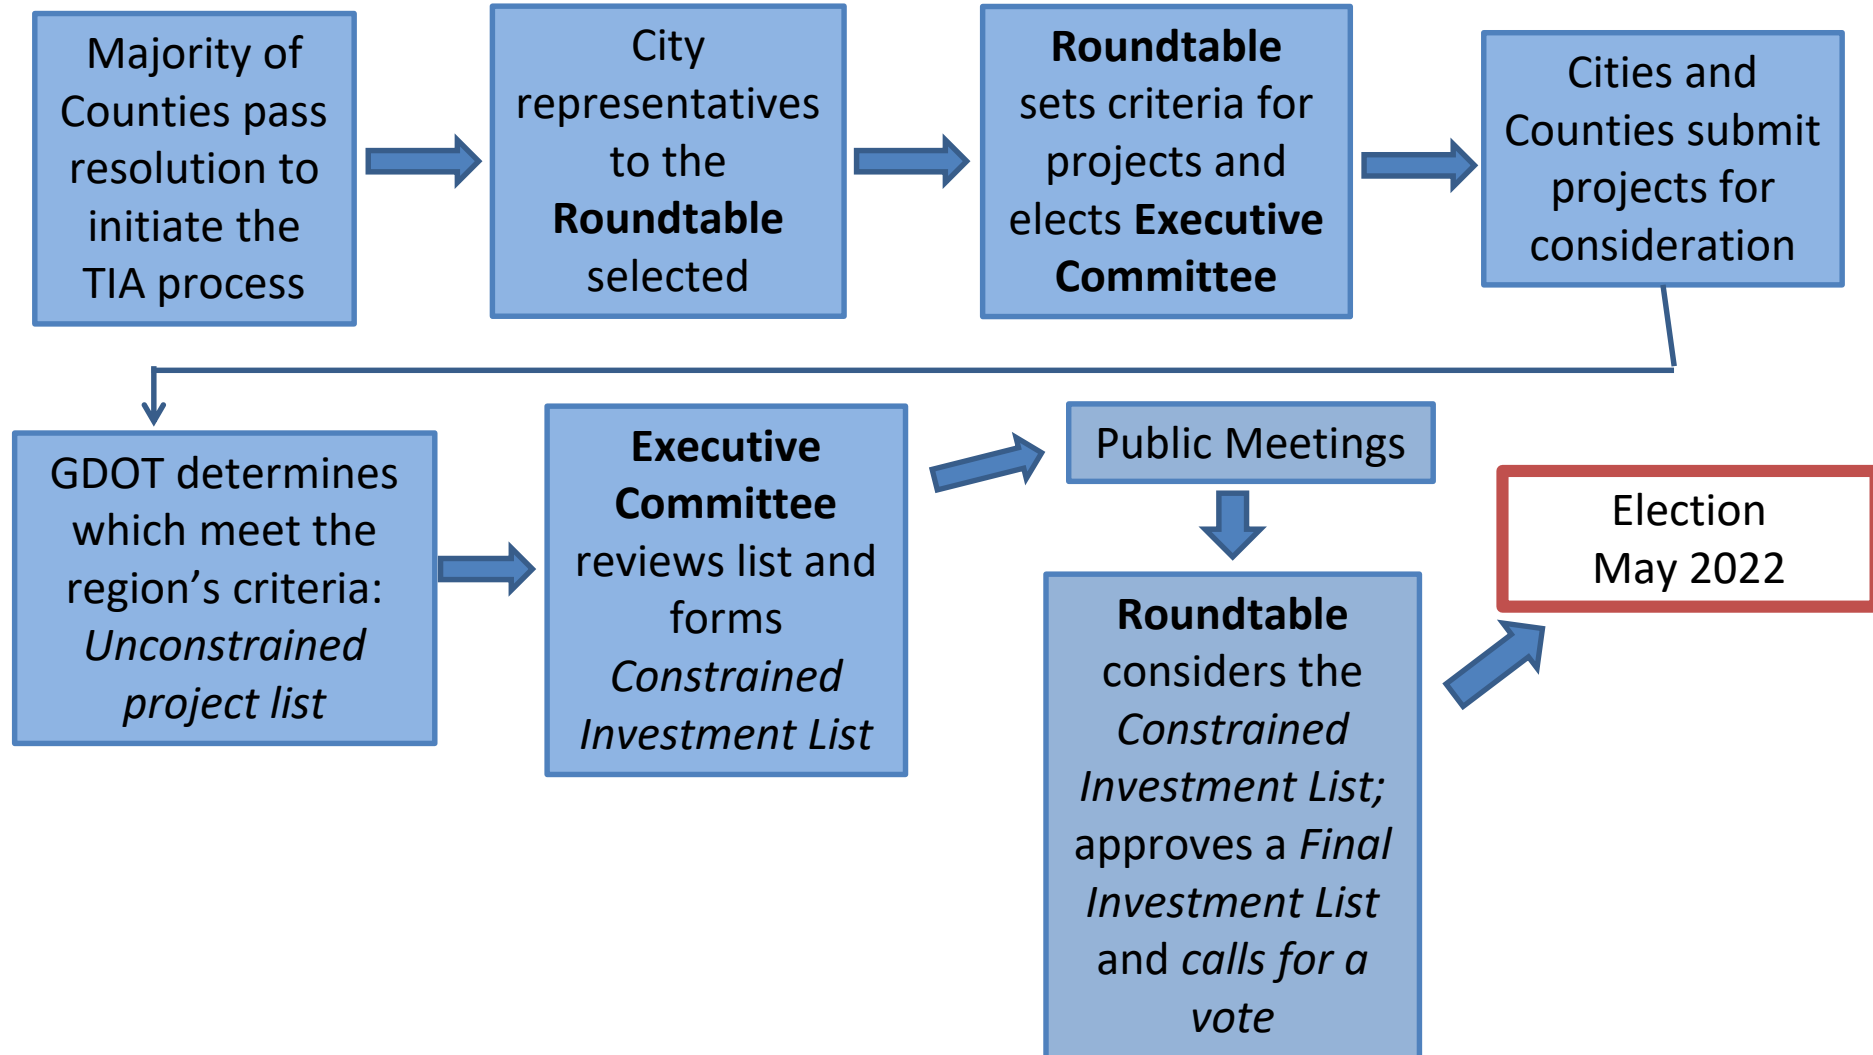 Majority of
Counties pass
resolution to
initiate the
TIA process
City
representatives
to the
Roundtable
selected
Roundtable
sets criteria for
projects and
elects Executive
Committee
Cities and
Counties submit
projects for
consideration
GDOT determines
which meet the
region’s criteria:
Unconstrained
project list
Executive
Committee
reviews list and
forms
Constrained
Investment List
Public Meetings
Roundtable
considers the
Constrained
Investment List;
approves a Final
Investment List
and calls for a
vote
Election
May 2022